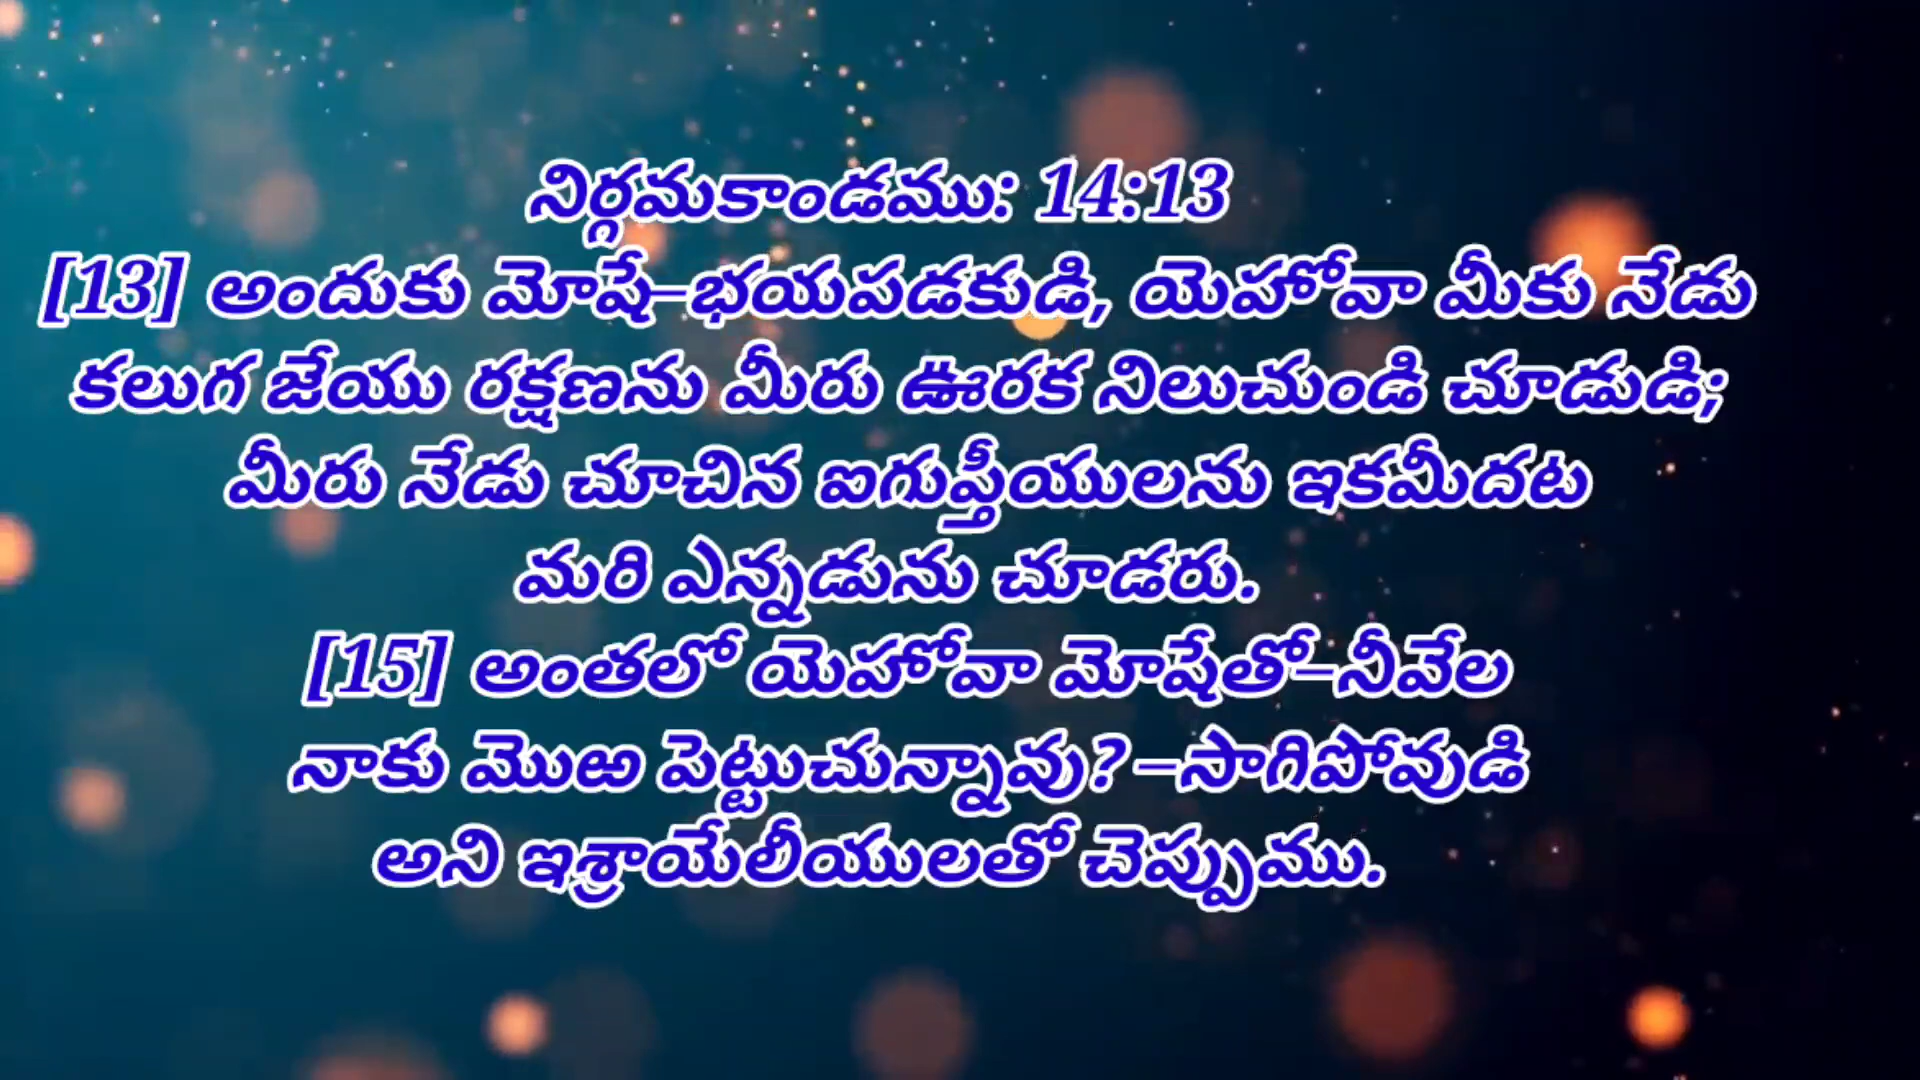 నిర్గమకాండము: 14:13
[13] అందుకు మోషే–భయపడకుడి, యెహోవా మీకు నేడు
కలుగ జేయు రక్షణను మీరు ఊరక నిలుచుండి చూడుడి;
మీరు నేడు చూచిన ఐగుప్తీయులను ఇకమీదట
మరి ఎన్నడును చూడరు.
[15] అంతలో యెహోవా మోషేతో–నీవేల
నాకు మొఱ పెట్టుచున్నావు? –సాగిపోవుడి
అని ఇశ్రాయేలీయులతో చెప్పుము.